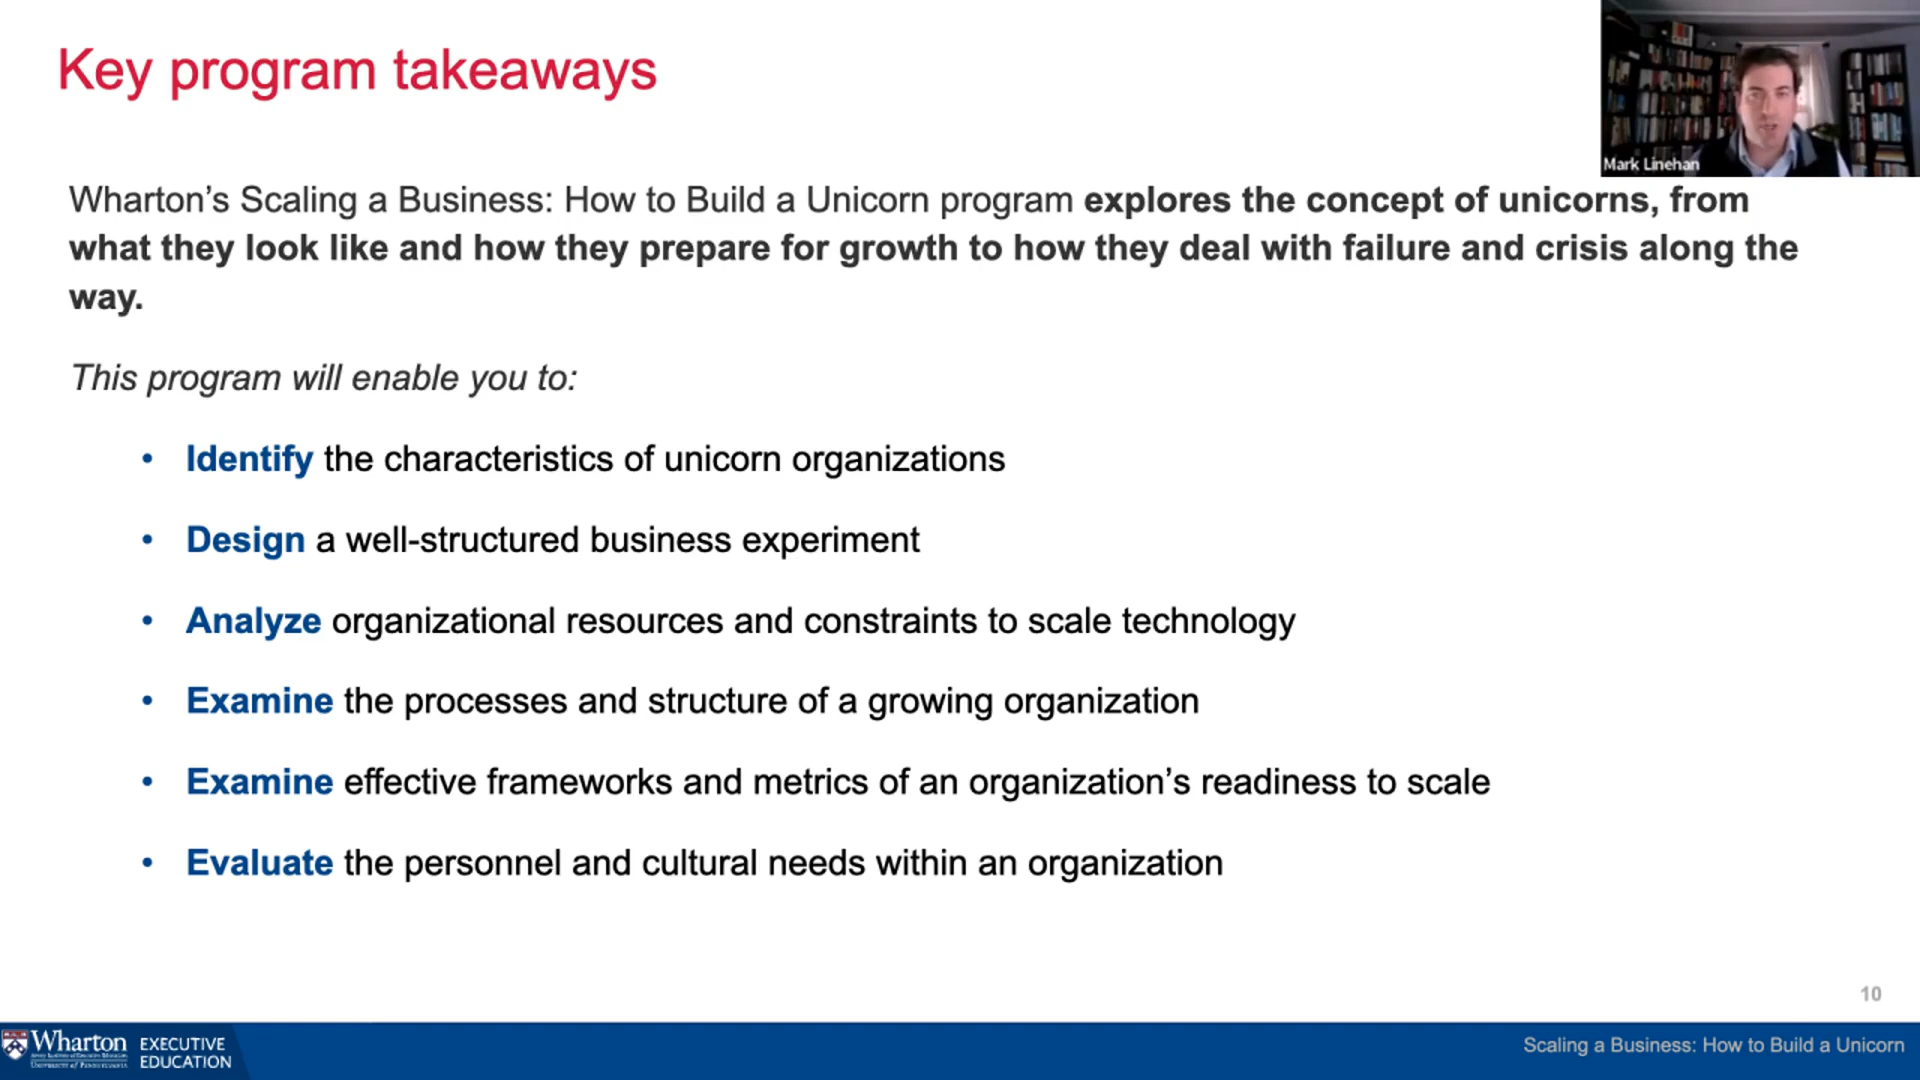 Key program takeaways
Mark Linehan
Wharton’s Scaling a Business: How to Build a Unicorn program explores the concept of unicorns, from
what they look like and how they prepare for growth to how they deal with failure and crisis along the
way.
This program will enable you to:
• Identify the characteristics of unicorn organizations
• Design a well-structured business experiment
• Analyze organizational resources and constraints to scale technology
• Examine the processes and structure of a growing organization
• Examine effective frameworks and metrics of an organization’s readiness to scale
• Evaluate the personnel and cultural needs within an organization
10
Wharton
UNIVERSITY of PENNSYLVANIA
EXECUTIVE
EDUCATION
Scaling a Business: How to Build a Unicorn